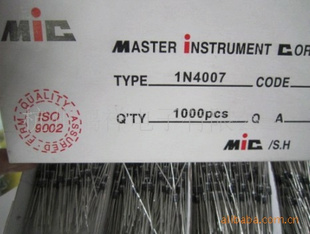 MIC
MASTER INSTRUMENT COR
TYPE 1N4007 CODE
ISO
9002
QUALITY ASSURED FIRM
Q'TY 1000pcs Q A
MIC /S.H